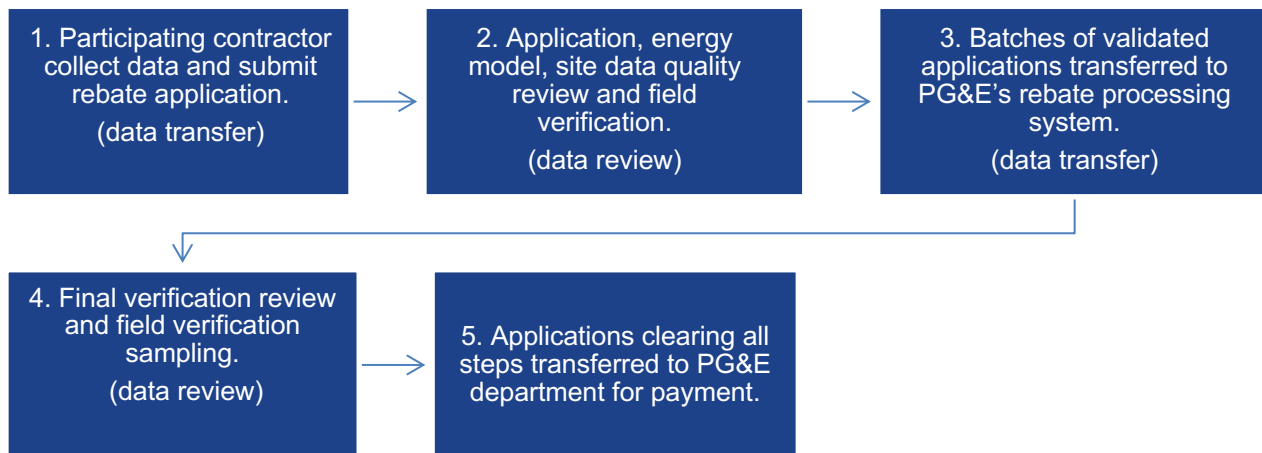 1. Participating contractor
collect data and submit
rebate application.
(data transfer)
2. Application, energy
model, site data quality
review and field
verification.
(data review)
3. Batches of validated
applications transferred to
PG&E’s rebate processing
system.
(data transfer)
4. Final verification review
and field verification
sampling.
(data review)
5. Applications clearing all
steps transferred to PG&E
department for payment.